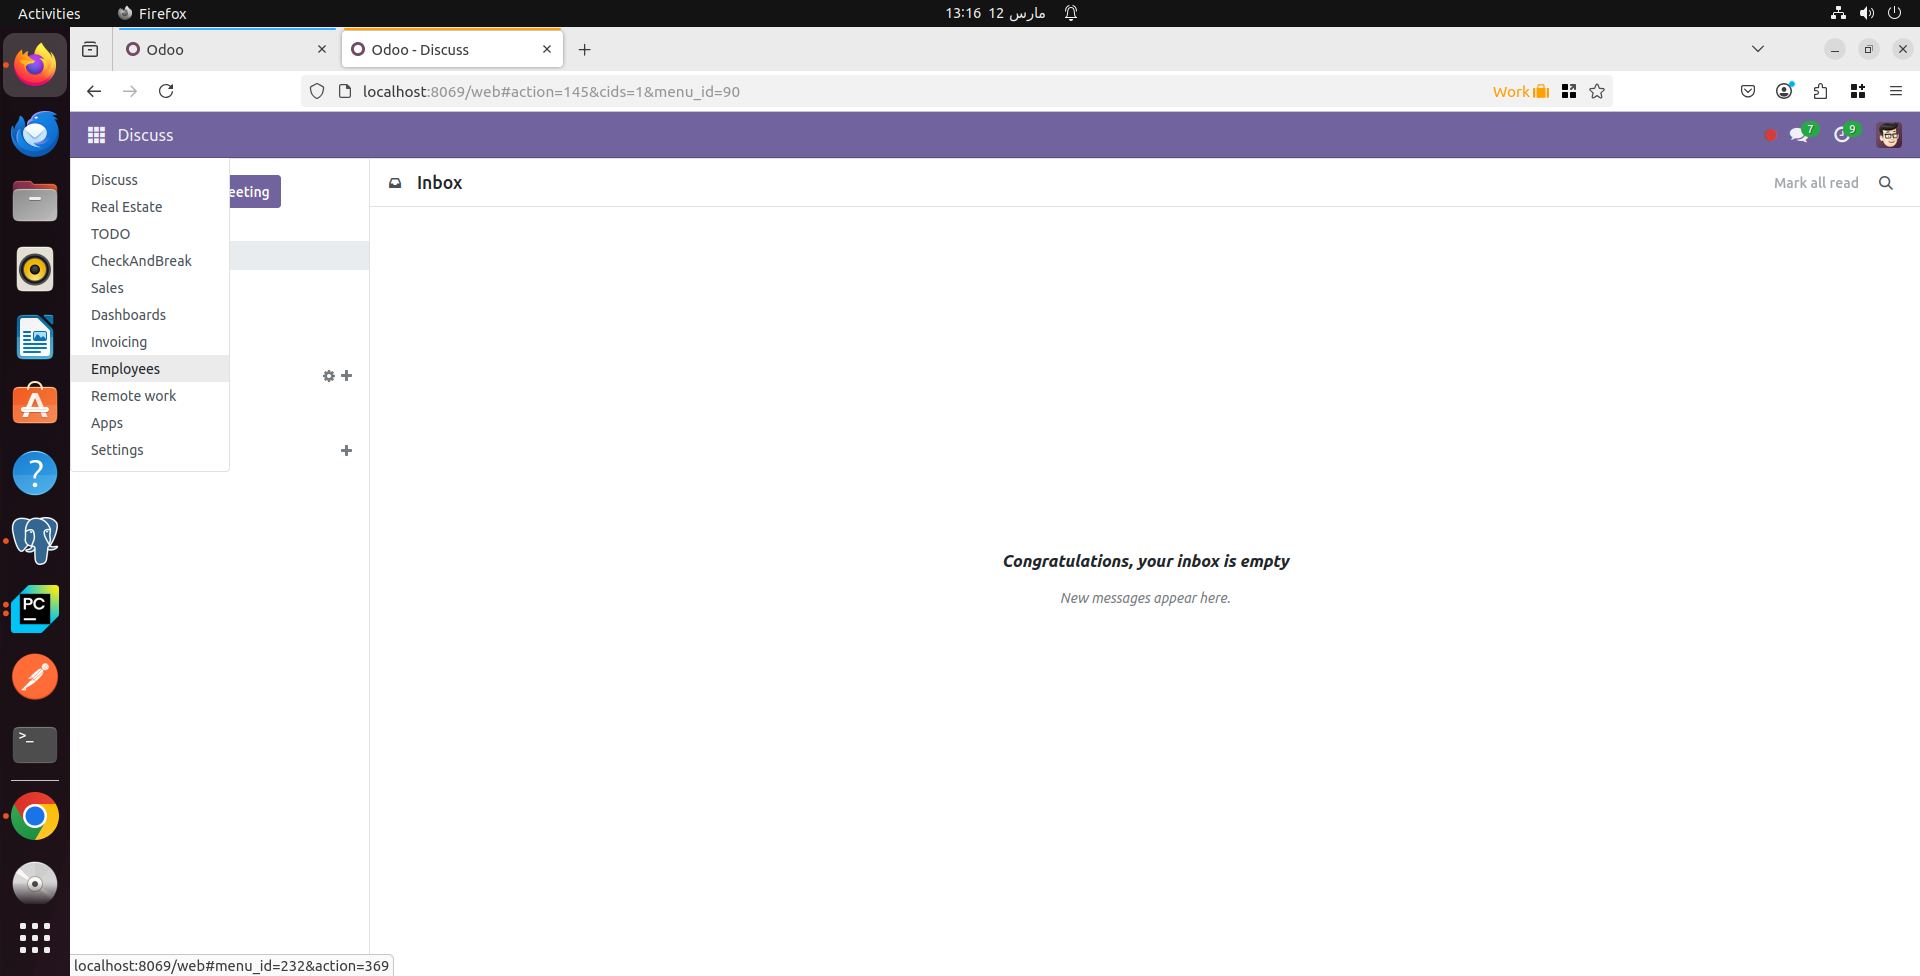 Activities
Firefox
13:16 12 مارس
Odoo
Odoo - Discuss
localhost:8069/web#action=145&cids=1&menu_id=90
Work
Discuss
7
9
Discuss
Real Estate
TODO
CheckAndBreak
Sales
Dashboards
Invoicing
Employees
Remote work
Apps
Settings
eeting
Inbox
Mark all read
Congratulations, your inbox is empty
New messages appear here.
PC
>_
?
localhost:8069/web#menu_id=232&action=369